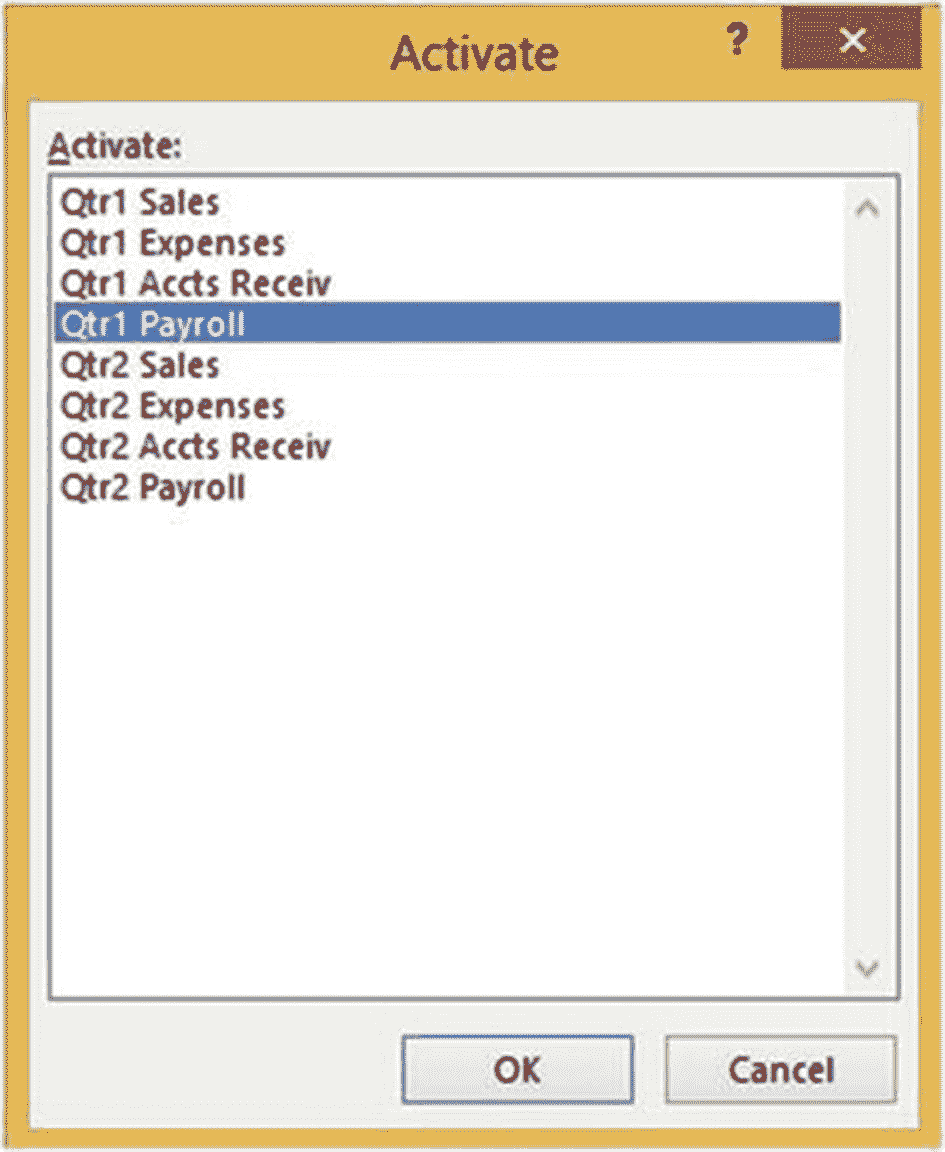 Activate
?
Activate:
Qtr1 Sales
Qtr1 Expenses
Qtr1 Accts Receiv
Qtr1 Payroll
Qtr2 Sales
Qtr2 Expenses
Qtr2 Accts Receiv
Qtr2 Payroll
OK
Cancel